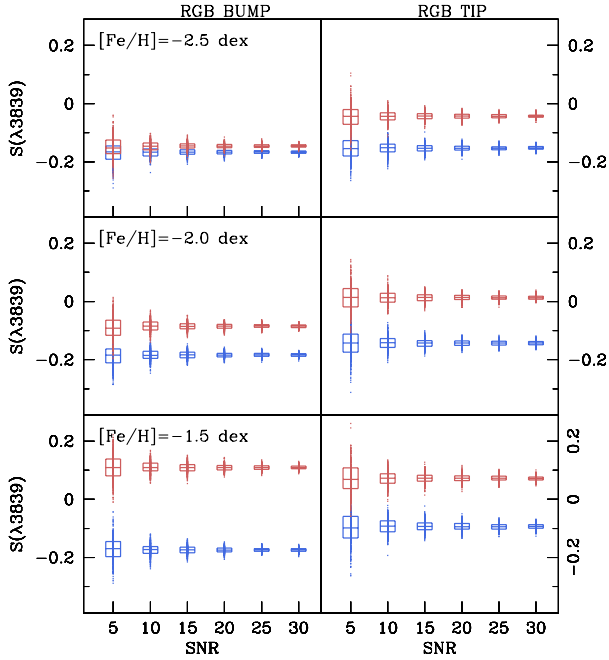 RGB BUMP RGB TIP
[Fe/H]=−2.5 dex
0.2 0.2
0 0
−0.2 −0.2
S(λ3839)
[Fe/H]=−2.0 dex
0.2 0.2
0 0
−0.2 −0.2
S(λ3839)
[Fe/H]=−1.5 dex
0.2 0.2
0 0
−0.2 −0.2
S(λ3839)
5 10 15 20 25 30 5 10 15 20 25 30
SNR SNR